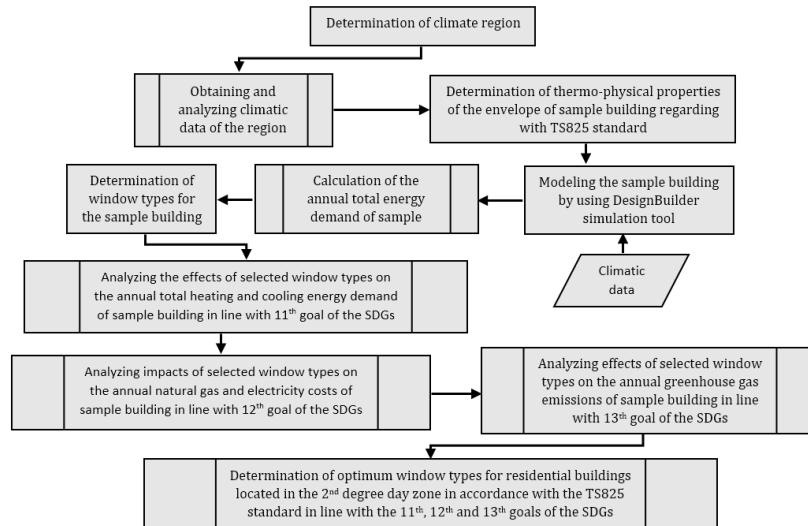 Determination of climate region
Obtaining and
analyzing climatic
data of the region
Determination of thermo-physical properties
of the envelope of sample building regarding
with TS825 standard
Modeling the sample building
by using DesignBuilder
simulation tool
Climatic
data
Calculation of the
annual total energy
demand of sample
Determination of
window types for
the sample building
Analyzing the effects of selected window types on
the annual total heating and cooling energy demand
of sample building in line with 11th goal of the SDGs
Analyzing impacts of selected window types on
the annual natural gas and electricity costs of
sample building in line with 12th goal of the SDGs
Analyzing effects of selected window
types on the annual greenhouse gas
emissions of sample building in line
with 13th goal of the SDGs
Determination of optimum window types for residential buildings
located in the 2nd degree day zone in accordance with the TS825
standard in line with the 11th, 12th and 13th goals of the SDGs